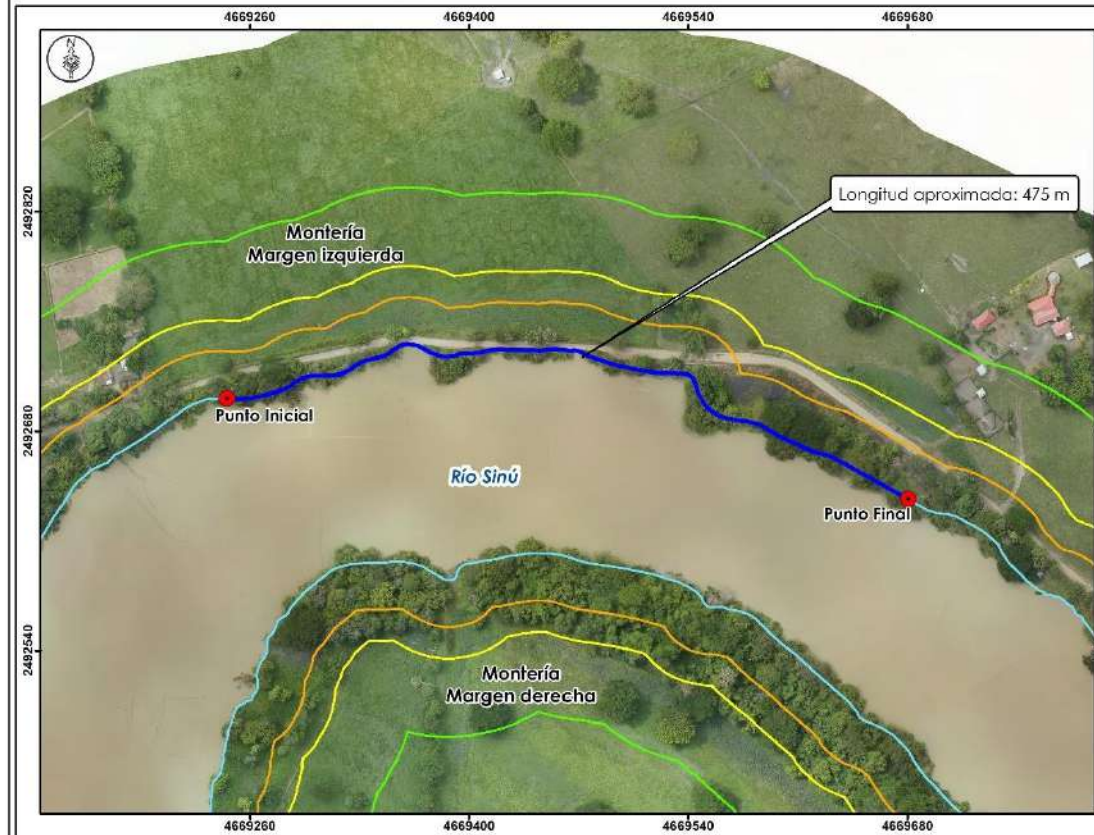 4669260 4669400 4669540 4669680
N
Longitud aproximada: 475 m
2492820
Montería
Margen izquierda
Punto Inicial
2492680
Río Sinú
Punto Final
2492540
Montería
Margen derecha
4669260 4669400 4669540 4669680